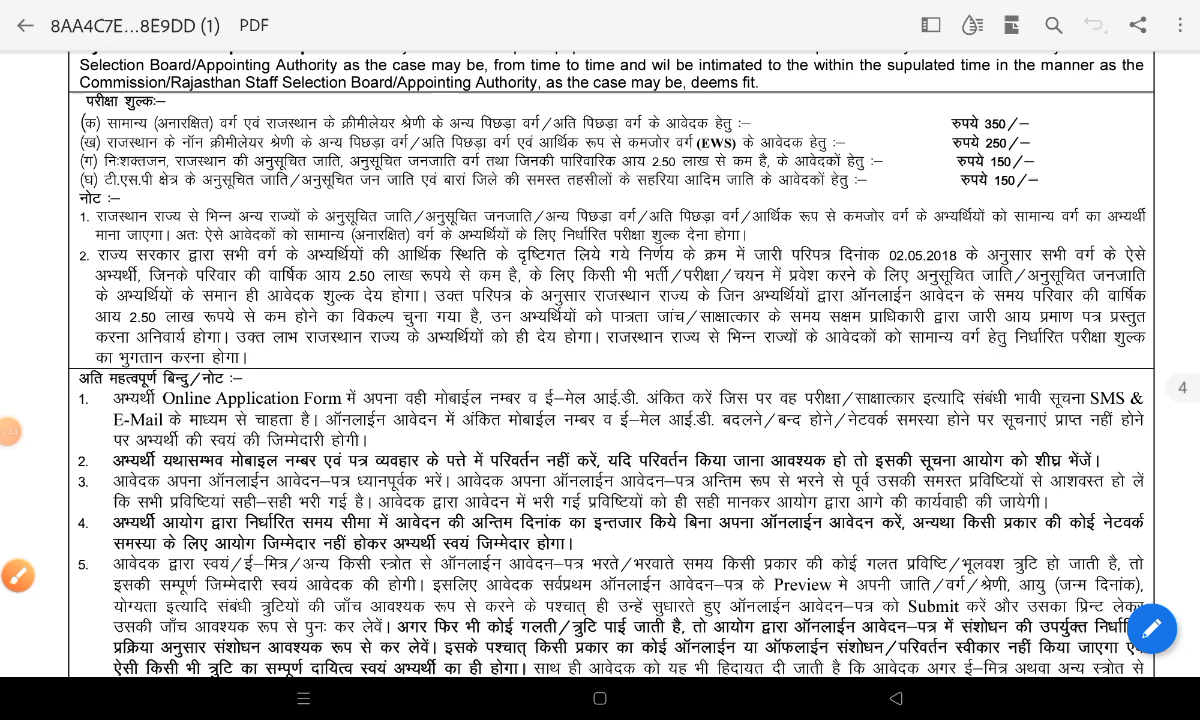 8AA4C7E...8E9DD (1) PDF
Selection Board/Appointing Authority as the case may be, from time to time and wil be intimated to the within the supulated time in the manner as the
Commission/Rajasthan Staff Selection Board/Appointing Authority, as the case may be, deems fit.
परीक्षा शुल्कः–
(क) सामान्य (अनारक्षित) वर्ग एवं राजस्थान के क्रीमीलेयर श्रेणी के अन्य पिछड़ा वर्ग/अति पिछड़ा वर्ग के आवेदक हेतु :– रुपये 350/–
(ख) राजस्थान के नॉन क्रीमीलेयर श्रेणी के अन्य पिछड़ा वर्ग/अति पिछड़ा वर्ग एवं आर्थिक रूप से कमजोर वर्ग (EWS) के आवेदक हेतु :– रुपये 250/–
(ग) निःशक्तजन, राजस्थान की अनुसूचित जाति, अनुसूचित जनजाति वर्ग तथा जिनकी पारिवारिक आय 2.50 लाख से कम है, के आवेदकों हेतु :– रुपये 150/–
(घ) टी.एस.पी क्षेत्र के अनुसूचित जाति/अनुसूचित जन जाति एवं बारां जिले की समस्त तहसीलों के सहरिया आदिम जाति के आवेदकों हेतु :– रुपये 150/–
नोट :–
1. राजस्थान राज्य से भिन्न अन्य राज्यों के अनुसूचित जाति/अनुसूचित जनजाति/अन्य पिछड़ा वर्ग/अति पिछड़ा वर्ग/आर्थिक रूप से कमजोर वर्ग के अभ्यर्थियों को सामान्य वर्ग का अभ्यर्थी
माना जाएगा। अतः ऐसे आवेदकों को सामान्य (अनारक्षित) वर्ग के अभ्यर्थियों के लिए निर्धारित परीक्षा शुल्क देना होगा।
2. राज्य सरकार द्वारा सभी वर्ग के अभ्यर्थियों की आर्थिक स्थिति के दृष्टिगत लिये गये निर्णय के क्रम में जारी परिपत्र दिनांक 02.05.2018 के अनुसार सभी वर्ग के ऐसे
अभ्यर्थी, जिनके परिवार की वार्षिक आय 2.50 लाख रूपये से कम है, के लिए किसी भी भर्ती/परीक्षा/चयन में प्रवेश करने के लिए अनुसूचित जाति/अनुसूचित जनजाति
के अभ्यर्थियों के समान ही आवेदक शुल्क देय होगा। उक्त परिपत्र के अनुसार राजस्थान राज्य के जिन अभ्यर्थियों द्वारा ऑनलाईन आवेदन के समय परिवार की वार्षिक
आय 2.50 लाख रूपये से कम होने का विकल्प चुना गया है, उन अभ्यर्थियों को पात्रता जांच/साक्षात्कार के समय सक्षम प्राधिकारी द्वारा जारी आय प्रमाण पत्र प्रस्तुत
करना अनिवार्य होगा। उक्त लाभ राजस्थान राज्य के अभ्यर्थियों को ही देय होगा। राजस्थान राज्य से भिन्न राज्यों के आवेदकों को सामान्य वर्ग हेतु निर्धारित परीक्षा शुल्क
का भुगतान करना होगा।
अति महत्वपूर्ण बिन्दु/नोट :–
1. अभ्यर्थी Online Application Form में अपना वही मोबाईल नम्बर व ई–मेल आई.डी. अंकित करें जिस पर वह परीक्षा/साक्षात्कार इत्यादि संबंधी भावी सूचना SMS &
E-Mail के माध्यम से चाहता है। ऑनलाईन आवेदन में अंकित मोबाईल नम्बर व ई–मेल आई.डी. बदलने/बन्द होने/नेटवर्क समस्या होने पर सूचनाएं प्राप्त नहीं होने
पर अभ्यर्थी की स्वयं की जिम्मेदारी होगी।
2. अभ्यर्थी यथासम्भव मोबाइल नम्बर एवं पत्र व्यवहार के पत्ते में परिवर्तन नहीं करें, यदि परिवर्तन किया जाना आवश्यक हो तो इसकी सूचना आयोग को शीघ्र भेंजें।
3. आवेदक अपना ऑनलाईन आवेदन–पत्र ध्यानपूर्वक भरें। आवेदक अपना ऑनलाईन आवेदन–पत्र अन्तिम रूप से भरने से पूर्व उसकी समस्त प्रविष्टियों से आशवस्त हो लें
कि सभी प्रविष्टियां सही–सही भरी गई है। आवेदक द्वारा आवेदन में भरी गई प्रविष्टियों को ही सही मानकर आयोग द्वारा आगे की कार्यवाही की जायेगी।
4. अभ्यर्थी आयोग द्वारा निर्धारित समय सीमा में आवेदन की अन्तिम दिनांक का इन्तजार किये बिना अपना ऑनलाईन आवेदन करें, अन्यथा किसी प्रकार की कोई नेटवर्क
समस्या के लिए आयोग जिम्मेदार नहीं होकर अभ्यर्थी स्वयं जिम्मेदार होगा।
5. आवेदक द्वारा स्वयं/ई–मित्र/अन्य किसी स्त्रोत से ऑनलाईन आवेदन–पत्र भरते/भरवाते समय किसी प्रकार की कोई गलत प्रविष्टि/भूलवश त्रुटि हो जाती है, तो
इसकी सम्पूर्ण जिम्मेदारी स्वयं आवेदक की होगी। इसलिए आवेदक सर्वप्रथम ऑनलाईन आवेदन–पत्र के Preview मे अपनी जाति/वर्ग/श्रेणी, आयु (जन्म दिनांक),
योग्यता इत्यादि संबंधी त्रुटियों की जाँच आवश्यक रूप से करने के पश्चात् ही उन्हें सुधारते हुए ऑनलाईन आवेदन–पत्र को Submit करें और उसका प्रिन्ट लेकर
उसकी जाँच आवश्यक रूप से पुनः कर लेवें। अगर फिर भी कोई गलती/त्रुटि पाई जाती है, तो आयोग द्वारा ऑनलाईन आवेदन–पत्र में संशोधन की उपर्युक्त
प्रक्रिया अनुसार संशोधन आवश्यक रूप से कर लेवें। इसके पश्चात् किसी प्रकार का कोई ऑनलाईन या ऑफलाईन संशोधन/परिवर्तन स्वीकार नहीं किया जाएगा
ऐसी किसी भी त्रुटि का सम्पूर्ण दायित्व स्वयं अभ्यर्थी का ही होगा। साथ ही आवेदक को यह भी हिदायत दी जाती है कि आवेदक अगर ई–मित्र अथवा अन्य स्त्रोत से
4